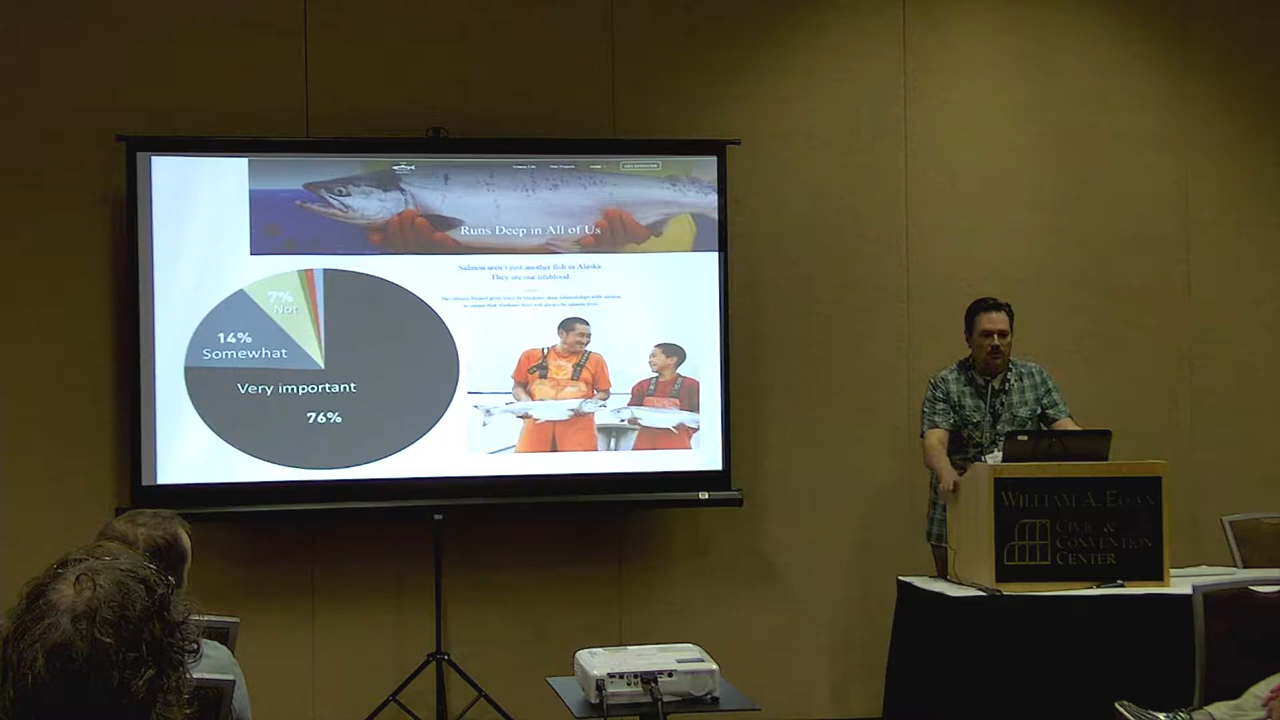 Runs Deep in All of Us
Salmon aren't just another fish in Alaska.
They are our lifeblood.
7%
Not
14%
Somewhat
Very important
76%
WILLIAM A. EGAN
CIVIC &
CONVENTION
CENTER